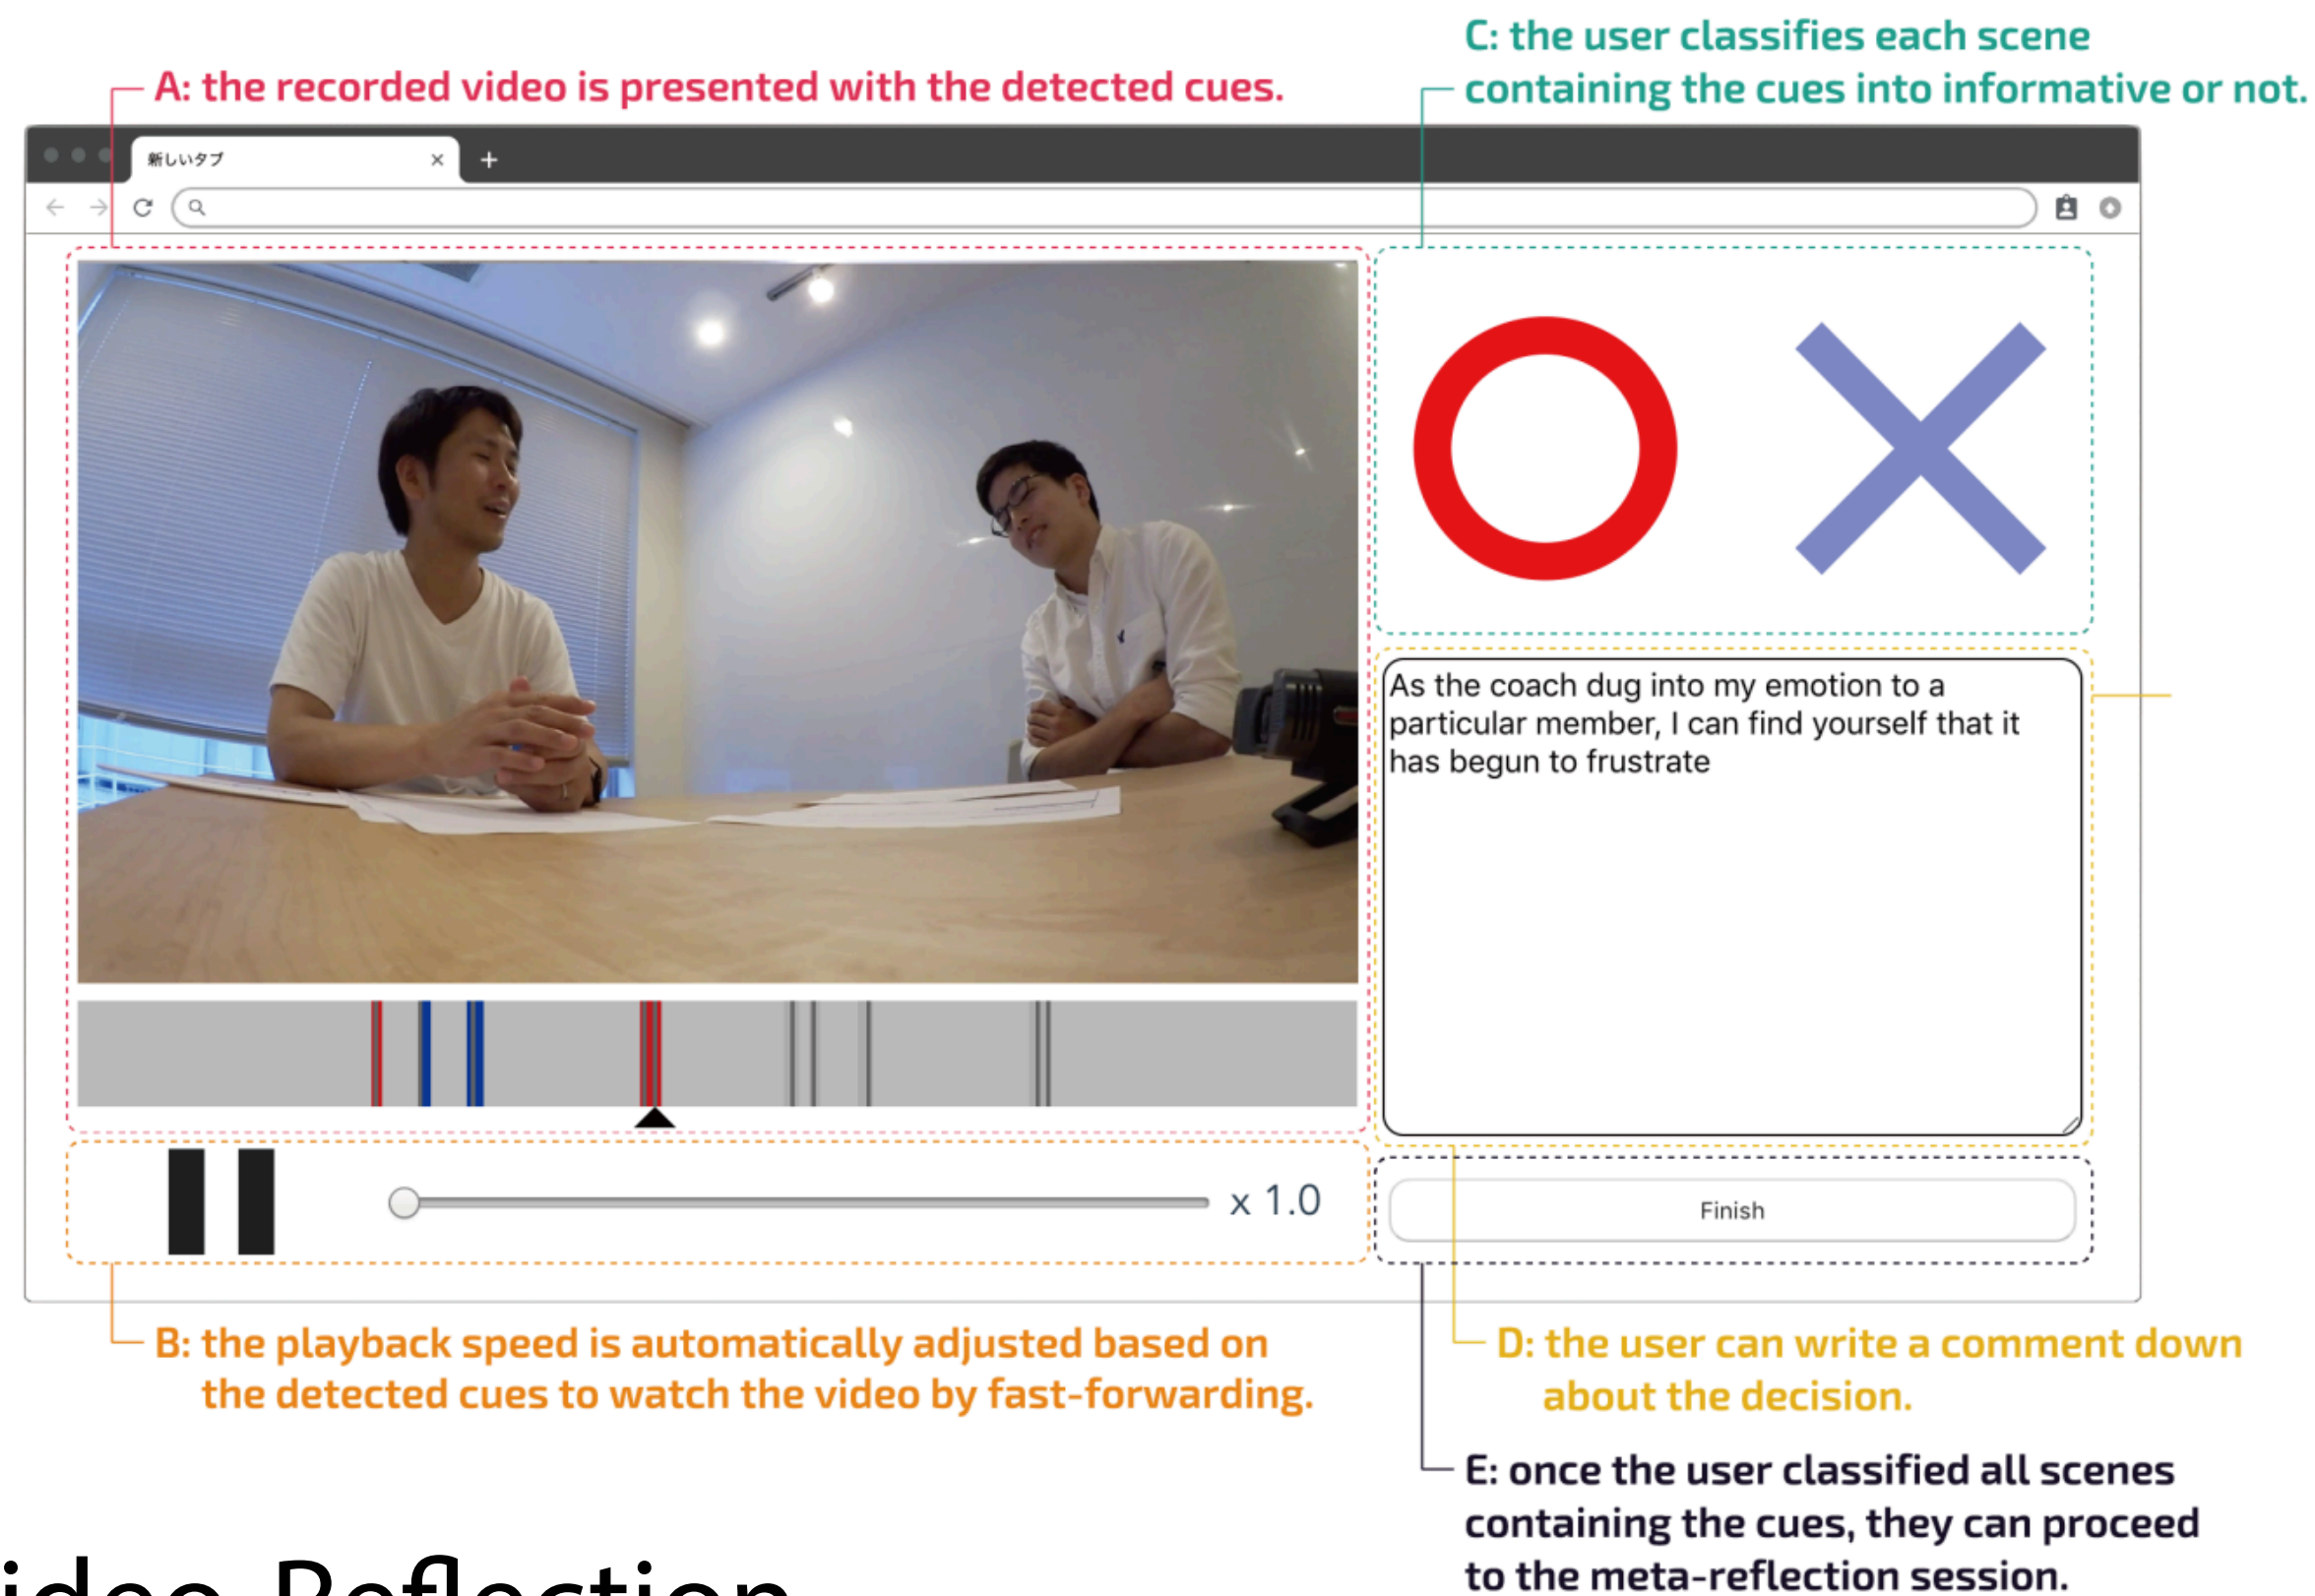 C: the user classifies each scene
containing the cues into informative or not.
A: the recorded video is presented with the detected cues.
新しいタブ
As the coach dug into my emotion to a
particular member, I can find yourself that it
has begun to frustrate
x 1.0
Finish
B: the playback speed is automatically adjusted based on
the detected cues to watch the video by fast-forwarding.
D: the user can write a comment down
about the decision.
E: once the user classified all scenes
containing the cues, they can proceed
to the meta-reflection session.
Reflection